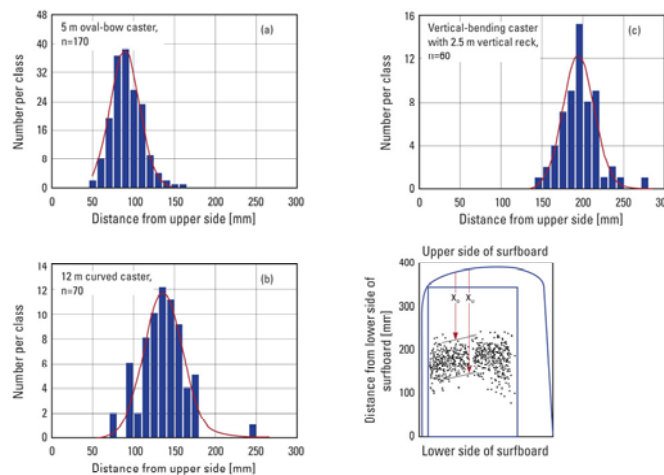 5 m oval-bow caster,
n=170
(a)
Number per class
48
40
32
24
16
8
0
0 50 100 150 200 250 300
Distance from upper side [mm]
Vertical-bending caster
with 2.5 m vertical reck,
n=60
(c)
Number per class
16
12
8
4
0
0 50 100 150 200 250 300
Distance from upper side [mm]
12 m curved caster,
n=70
(b)
Number per class
14
12
10
8
6
4
2
0
0 50 100 150 200 250 300
Distance from upper side [mm]
Upper side of surfboard
Distance from lower side of
surfboard [mm]
400
300
200
100
0
Lower side of surfboard